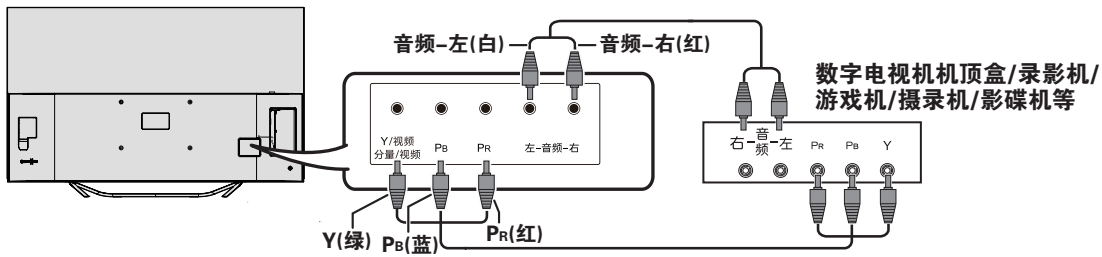 音频–左(白)
音频–右(红)
数字电视机机顶盒/录影机/
游戏机/摄录机/影碟机等
Y/视频
分量/视频
PB
PR
左-音频-右
右-音频-左
PR
PB
Y
Y(绿)
PB(蓝)
PR(红)